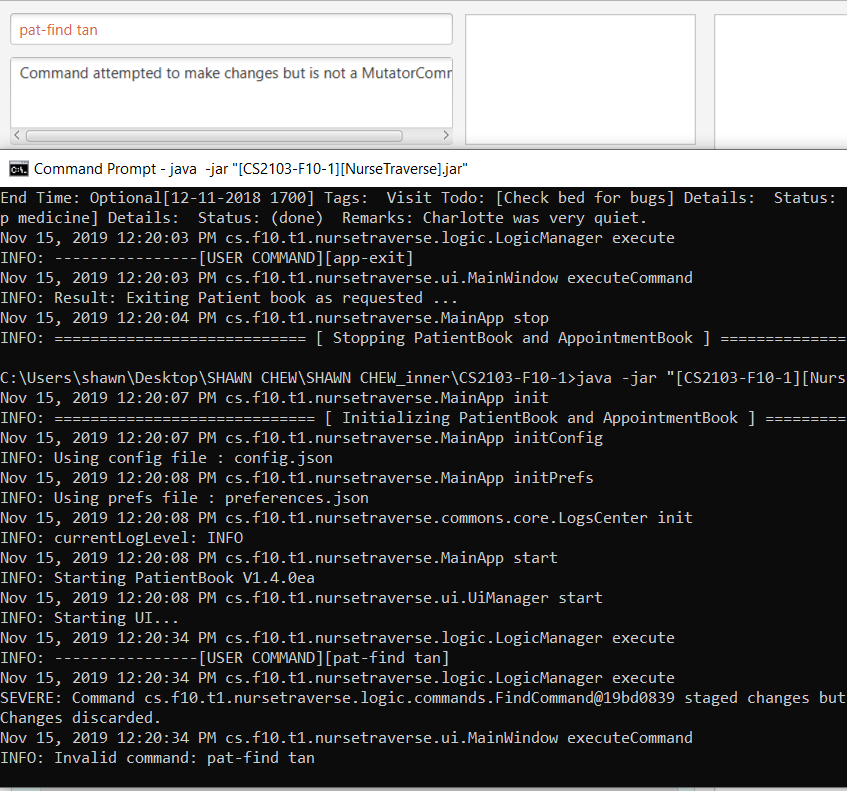 pat-find tan
Command attempted to make changes but is not a MutatorComm
Command Prompt - java  -jar "[CS2103-F10-1][NurseTraverse].jar"
End Time: Optional[12-11-2018 1700] Tags:  Visit Todo: [Check bed for bugs] Details:  Status:
p medicine] Details:  Status: (done)  Remarks: Charlotte was very quiet.
Nov 15, 2019 12:20:03 PM cs.f10.t1.nursetraverse.logic.LogicManager execute
INFO: ----------------[USER COMMAND][app-exit]
Nov 15, 2019 12:20:03 PM cs.f10.t1.nursetraverse.ui.MainWindow executeCommand
INFO: Result: Exiting Patient book as requested ...
Nov 15, 2019 12:20:04 PM cs.f10.t1.nursetraverse.MainApp stop
INFO: ============================ [ Stopping PatientBook and AppointmentBook ] ==============
C:\Users\shawn\Desktop\SHAWN CHEW\SHAWN CHEW_inner\CS2103-F10-1>java -jar "[CS2103-F10-1][Nurs
Nov 15, 2019 12:20:07 PM cs.f10.t1.nursetraverse.MainApp init
INFO: ============================= [ Initializing PatientBook and AppointmentBook ] =========
Nov 15, 2019 12:20:07 PM cs.f10.t1.nursetraverse.MainApp initConfig
INFO: Using config file : config.json
Nov 15, 2019 12:20:08 PM cs.f10.t1.nursetraverse.MainApp initPrefs
INFO: Using prefs file : preferences.json
Nov 15, 2019 12:20:08 PM cs.f10.t1.nursetraverse.commons.core.LogsCenter init
INFO: currentLogLevel: INFO
Nov 15, 2019 12:20:08 PM cs.f10.t1.nursetraverse.MainApp start
INFO: Starting PatientBook V1.4.0ea
Nov 15, 2019 12:20:08 PM cs.f10.t1.nursetraverse.ui.UiManager start
INFO: Starting UI...
Nov 15, 2019 12:20:34 PM cs.f10.t1.nursetraverse.logic.LogicManager execute
INFO: ----------------[USER COMMAND][pat-find tan]
Nov 15, 2019 12:20:34 PM cs.f10.t1.nursetraverse.logic.LogicManager execute
SEVERE: Command cs.f10.t1.nursetraverse.logic.commands.FindCommand@19bd0839 staged changes but
Changes discarded.
Nov 15, 2019 12:20:34 PM cs.f10.t1.nursetraverse.ui.MainWindow executeCommand
INFO: Invalid command: pat-find tan